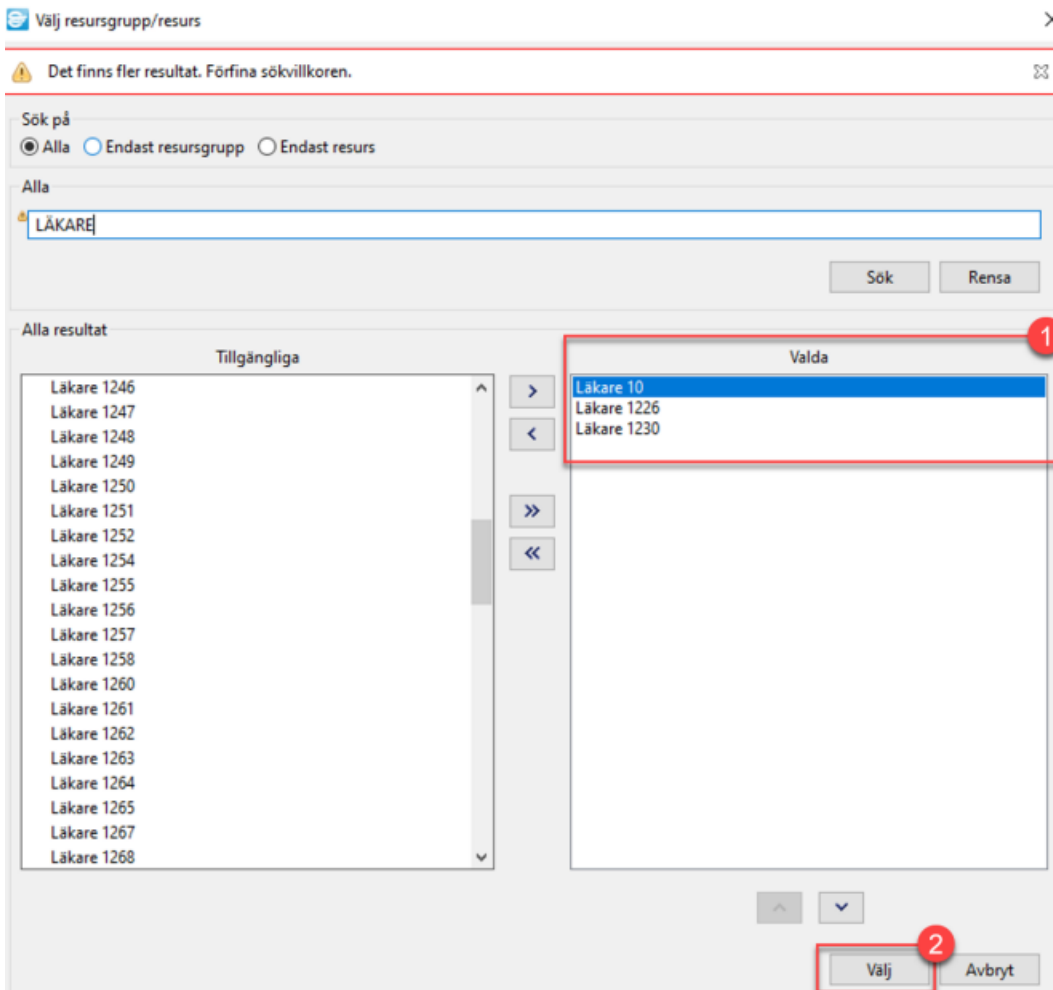 Välj resursgrupp/resurs
Det finns fler resultat. Förfina sökvillkoren.
Sök på
Alla Endast resursgrupp Endast resurs
Alla
LÄKARE
Sök Rensa
Alla resultat
1
Tillgängliga
Valda
Läkare 1246
Läkare 1247
Läkare 1248
Läkare 1249
Läkare 1250
Läkare 1251
Läkare 1252
Läkare 1254
Läkare 1255
Läkare 1256
Läkare 1257
Läkare 1258
Läkare 1260
Läkare 1261
Läkare 1262
Läkare 1263
Läkare 1264
Läkare 1265
Läkare 1267
Läkare 1268
> 
<
>>
<<
Läkare 10
Läkare 1226
Läkare 1230
2
Välj Avbryt